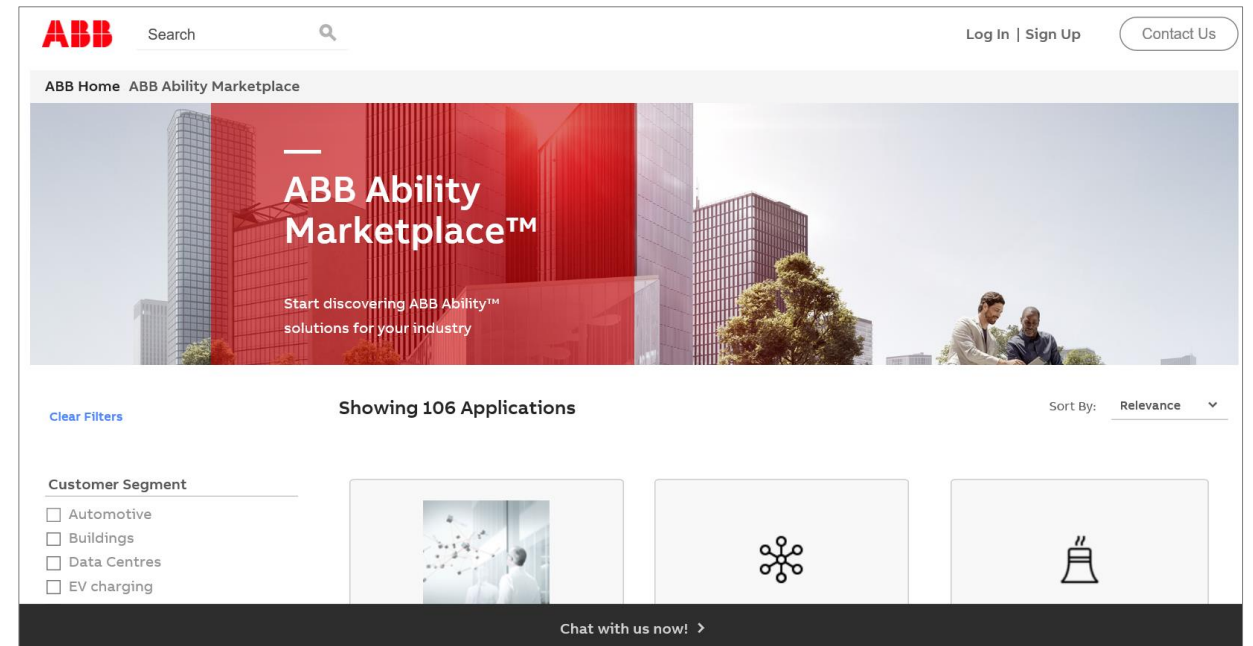 ABB
Search
Log In | Sign Up
Contact Us
ABB Home ABB Ability Marketplace
ABB Ability
Marketplace™
Start discovering ABB Ability™
solutions for your industry
Clear Filters
Showing 106 Applications
Sort By: Relevance
Customer Segment
Automotive
Buildings
Data Centres
EV charging
Chat with us now! >